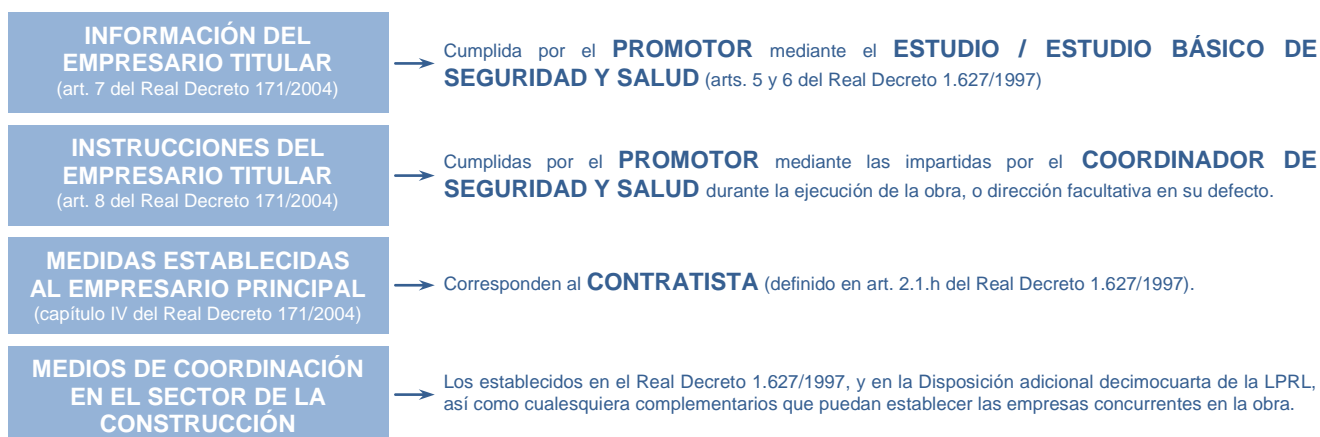 INFORMACIÓN DEL
EMPRESARIO TITULAR
(art. 7 del Real Decreto 171/2004)
Cumplida por el PROMOTOR mediante el ESTUDIO / ESTUDIO BÁSICO DE
SEGURIDAD Y SALUD (arts. 5 y 6 del Real Decreto 1.627/1997)
INSTRUCCIONES DEL
EMPRESARIO TITULAR
(art. 8 del Real Decreto 171/2004)
Cumplidas por el PROMOTOR mediante las impartidas por el COORDINADOR DE
SEGURIDAD Y SALUD durante la ejecución de la obra, o dirección facultativa en su defecto.
MEDIDAS ESTABLECIDAS
AL EMPRESARIO PRINCIPAL
(capítulo IV del Real Decreto 171/2004)
Corresponden al CONTRATISTA (definido en art. 2.1.h del Real Decreto 1.627/1997).
MEDIOS DE COORDINACIÓN
EN EL SECTOR DE LA
CONSTRUCCIÓN
Los establecidos en el Real Decreto 1.627/1997, y en la Disposición adicional decimocuarta de la LPRL,
así como cualesquiera complementarios que puedan establecer las empresas concurrentes en la obra.